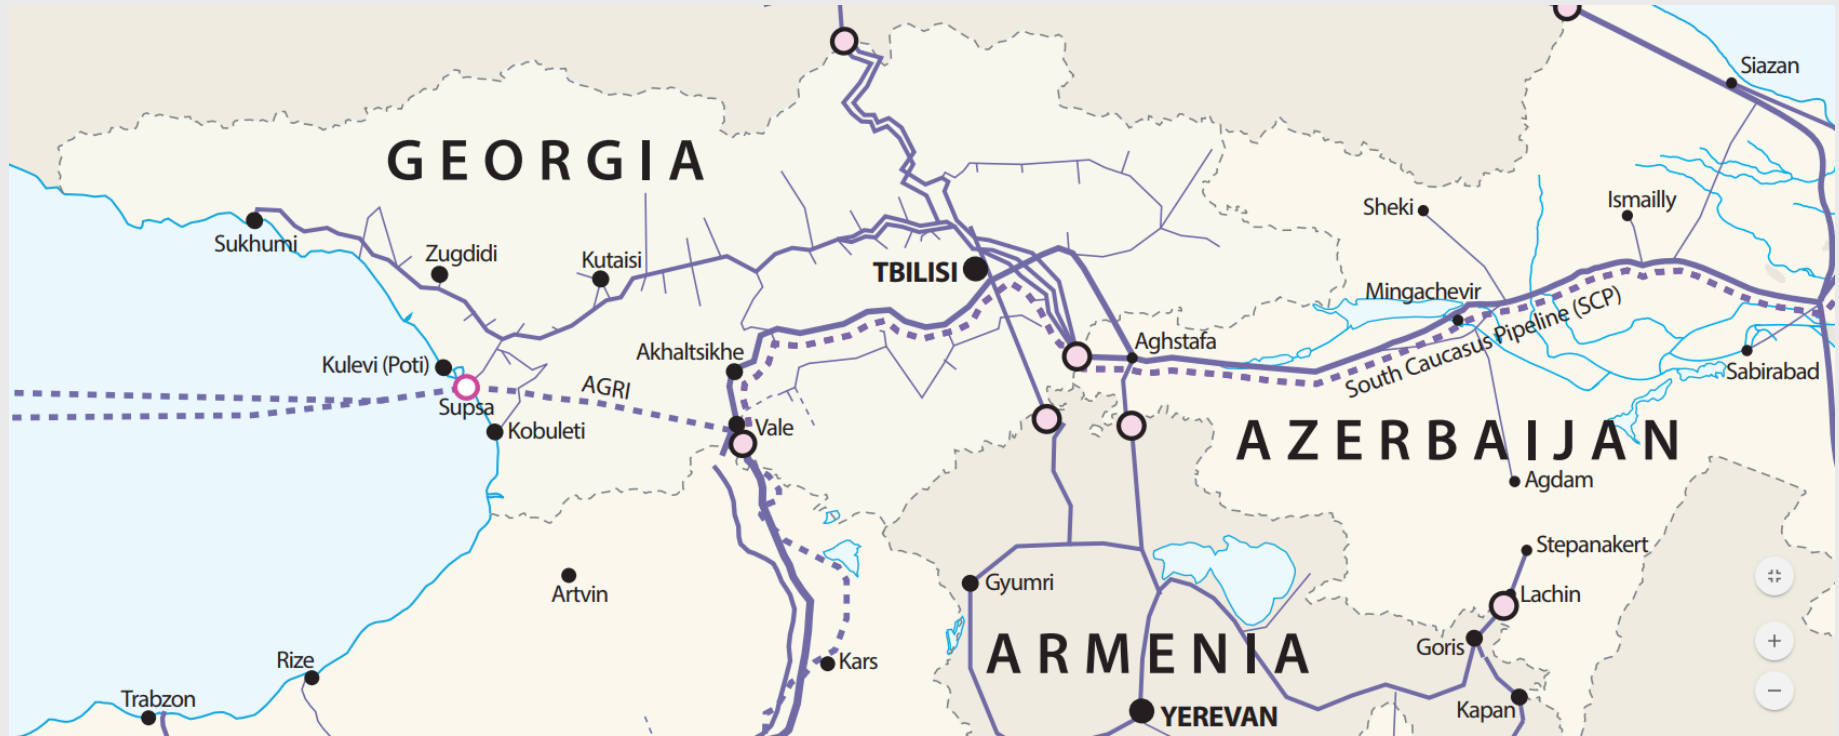 Siazan
GEORGIA
Sheki
Ismailly
Sukhumi
Zugdidi
Kutaisi
TBILISI
Mingachevir
South Caucasus Pipeline (SCP)
Akhaltsikhe
Aghstafa
Kulevi (Poti)
AGRI
Sabirabad
Supsa
Kobuleti
Vale
AZERBAIJAN
Agdam
Stepanakert
Artvin
Gyumri
Lachin
ARMENIA
Goris
Rize
Kars
Trabzon
YEREVAN
Kapan